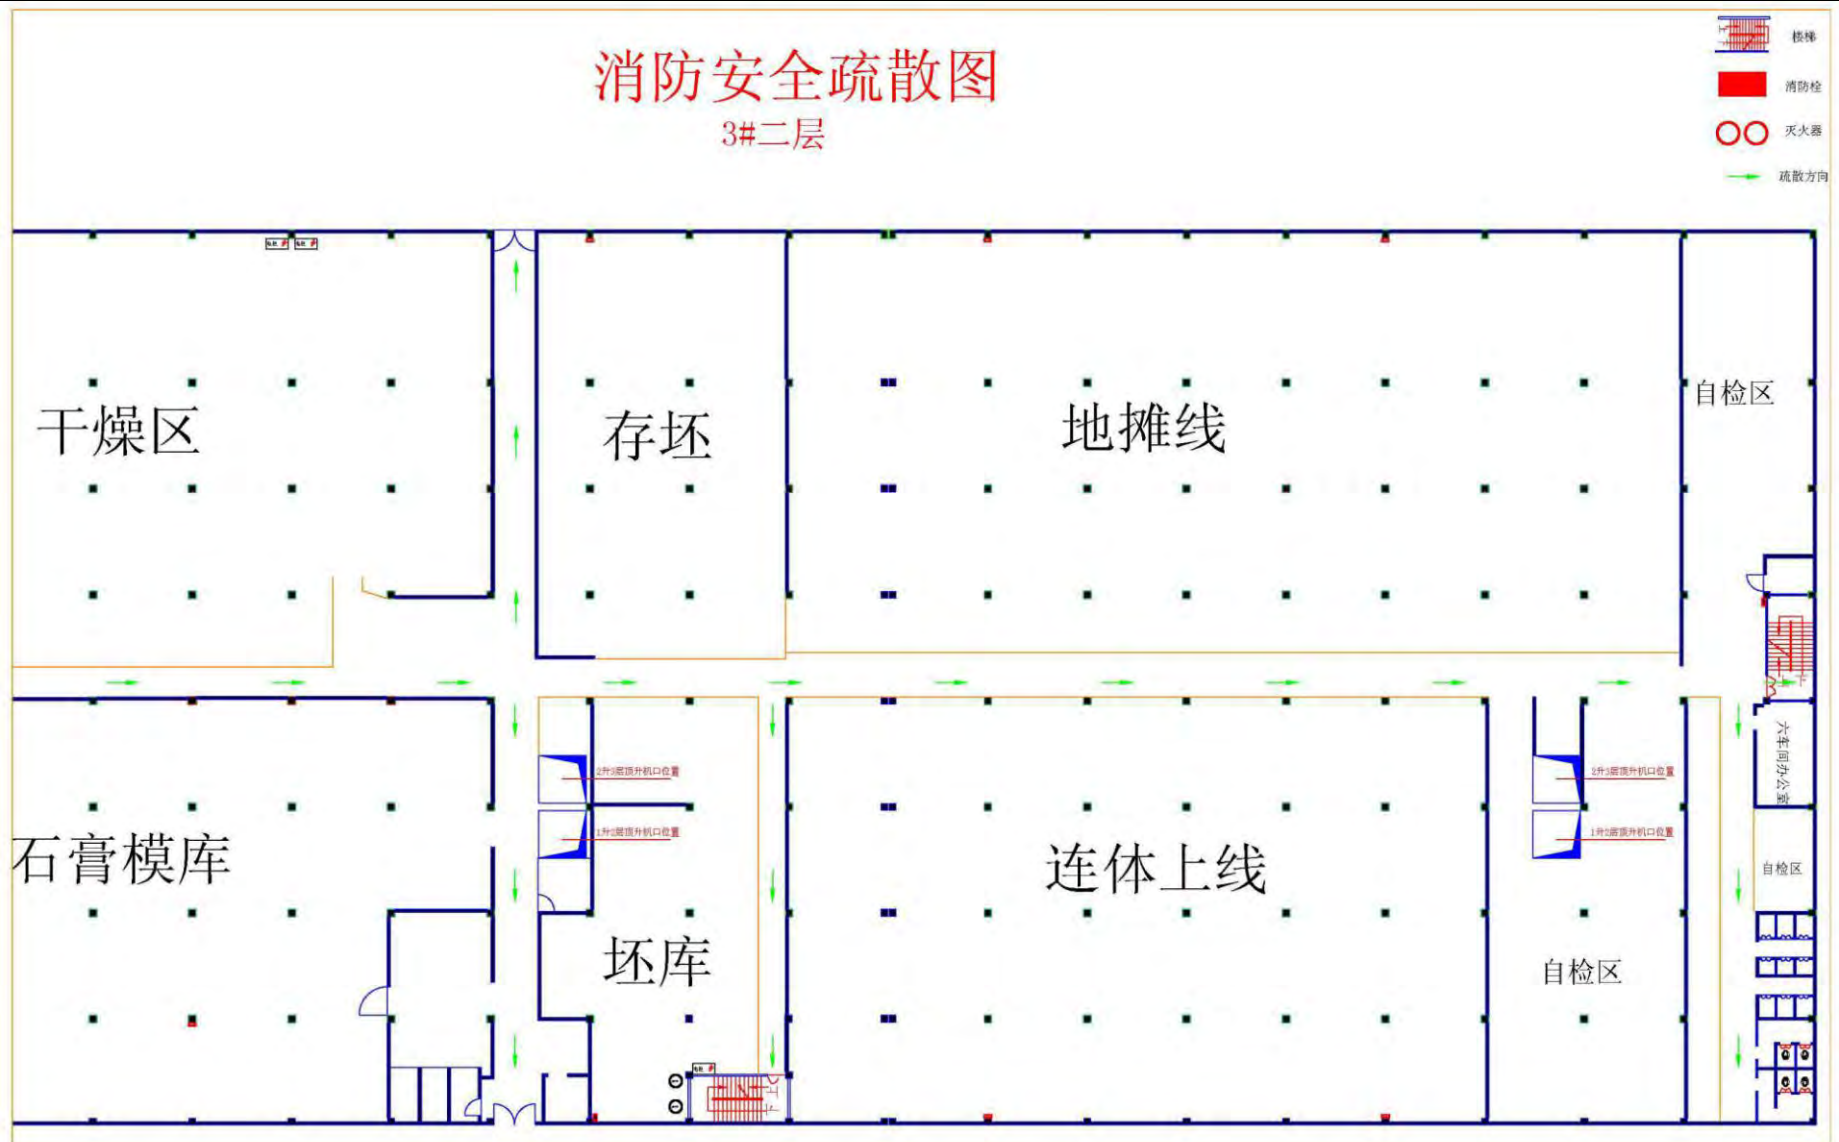 消防安全疏散图
3#二层
楼梯
消防栓
灭火器
疏散方向
干燥区
存坯
地摊线
自检区
六车间办公室
2升3层顶升机口位置
2升3层顶升机口位置
1升2层顶升机口位置
1升2层顶升机口位置
石膏模库
连体上线
自检区
坯库
自检区
上
下